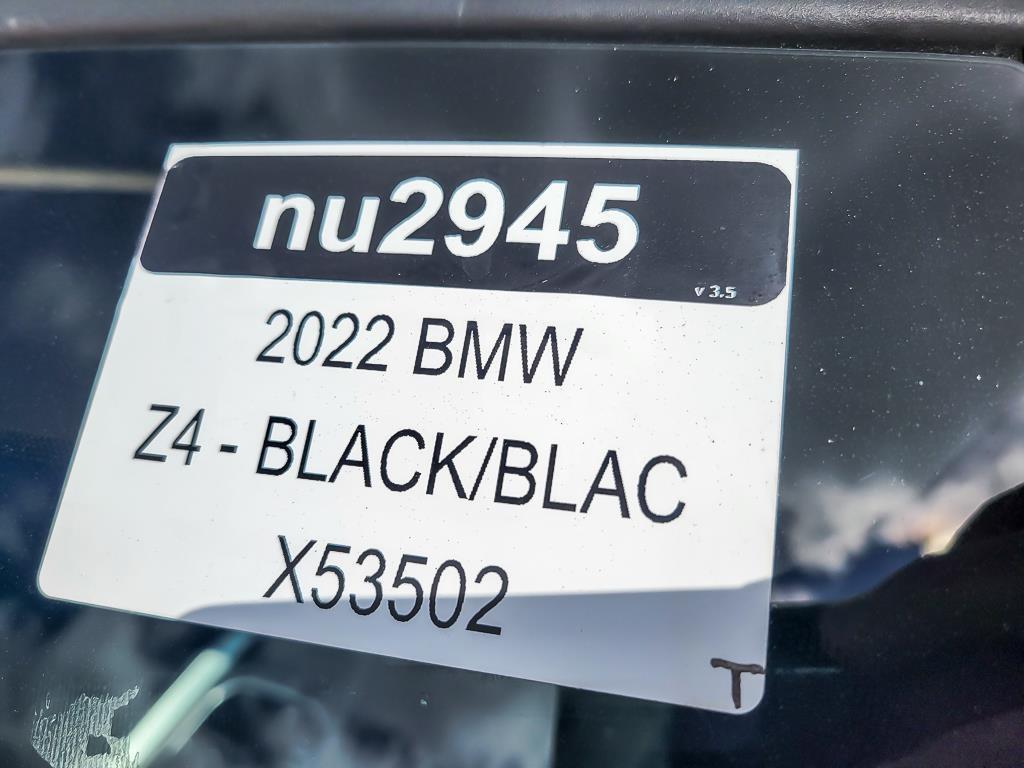 nu2945
v 3.5
2022 BMW
Z4 - BLACK/BLAC
X53502
T